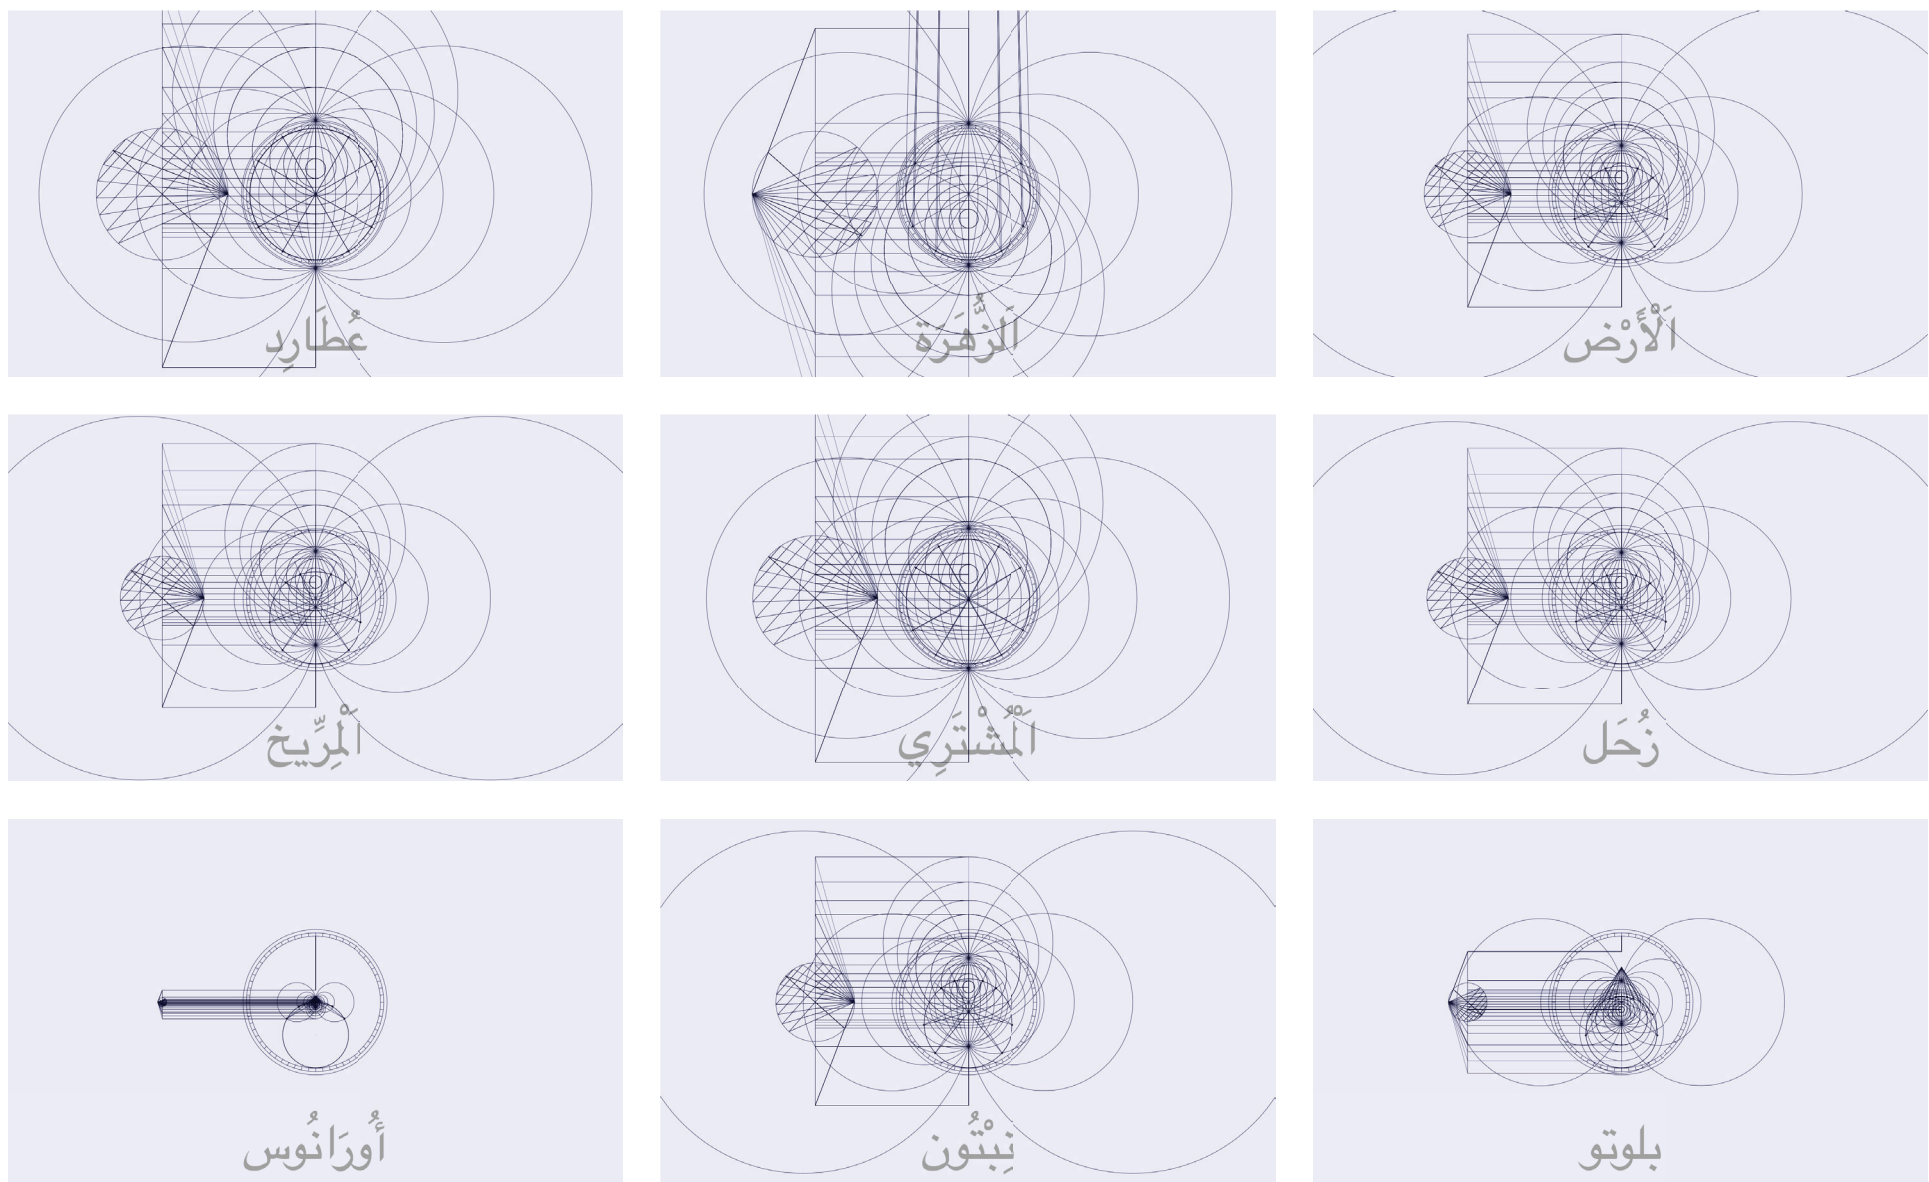 عُطَارِد
اَلزُّهَرَة
اَلْأَرْض
اَلْمِرِّيخ
اَلْمُشْتَرِي
زُحَل
أُورَانُوس
نِبْتُون
بلوتو